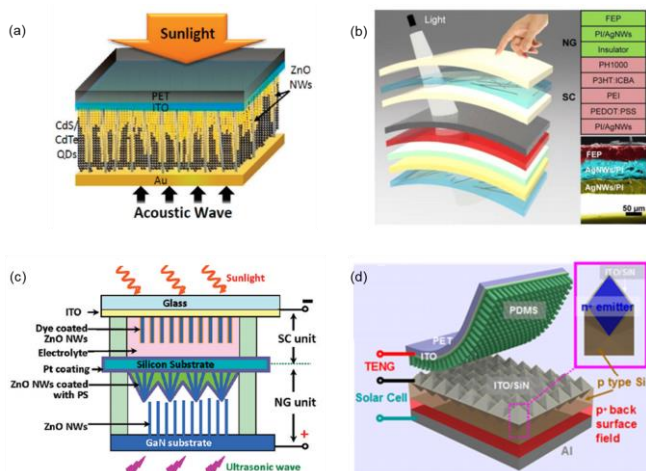 (a)
Sunlight
ZnO
NWs
PET
ITO
CdS/
CdTe
QDs
Au
Acoustic Wave
(b)
Light
NG
SC
FEP
PI/AgNWs
Insulator
PH1000
P3HT:ICBA
PEI
PEDOT:PSS
PI/AgNWs
FEP
AgNWs/PI
AgNWs/PI
50 μm
(c)
Sunlight
Glass
ITO
Dye coated
ZnO NWs
Electrolyte
Silicon Substrate
Pt coating
ZnO NWs coated
with PS
ZnO NWs
GaN substrate
Ultrasonic wave
SC unit
NG unit
−
+
(d)
PET
PDMS
ITO
TENG
Solar Cell
ITO/SiN
ITO/SiN
n⁺ emitter
p type Si
p⁺ back
surface
field
Al